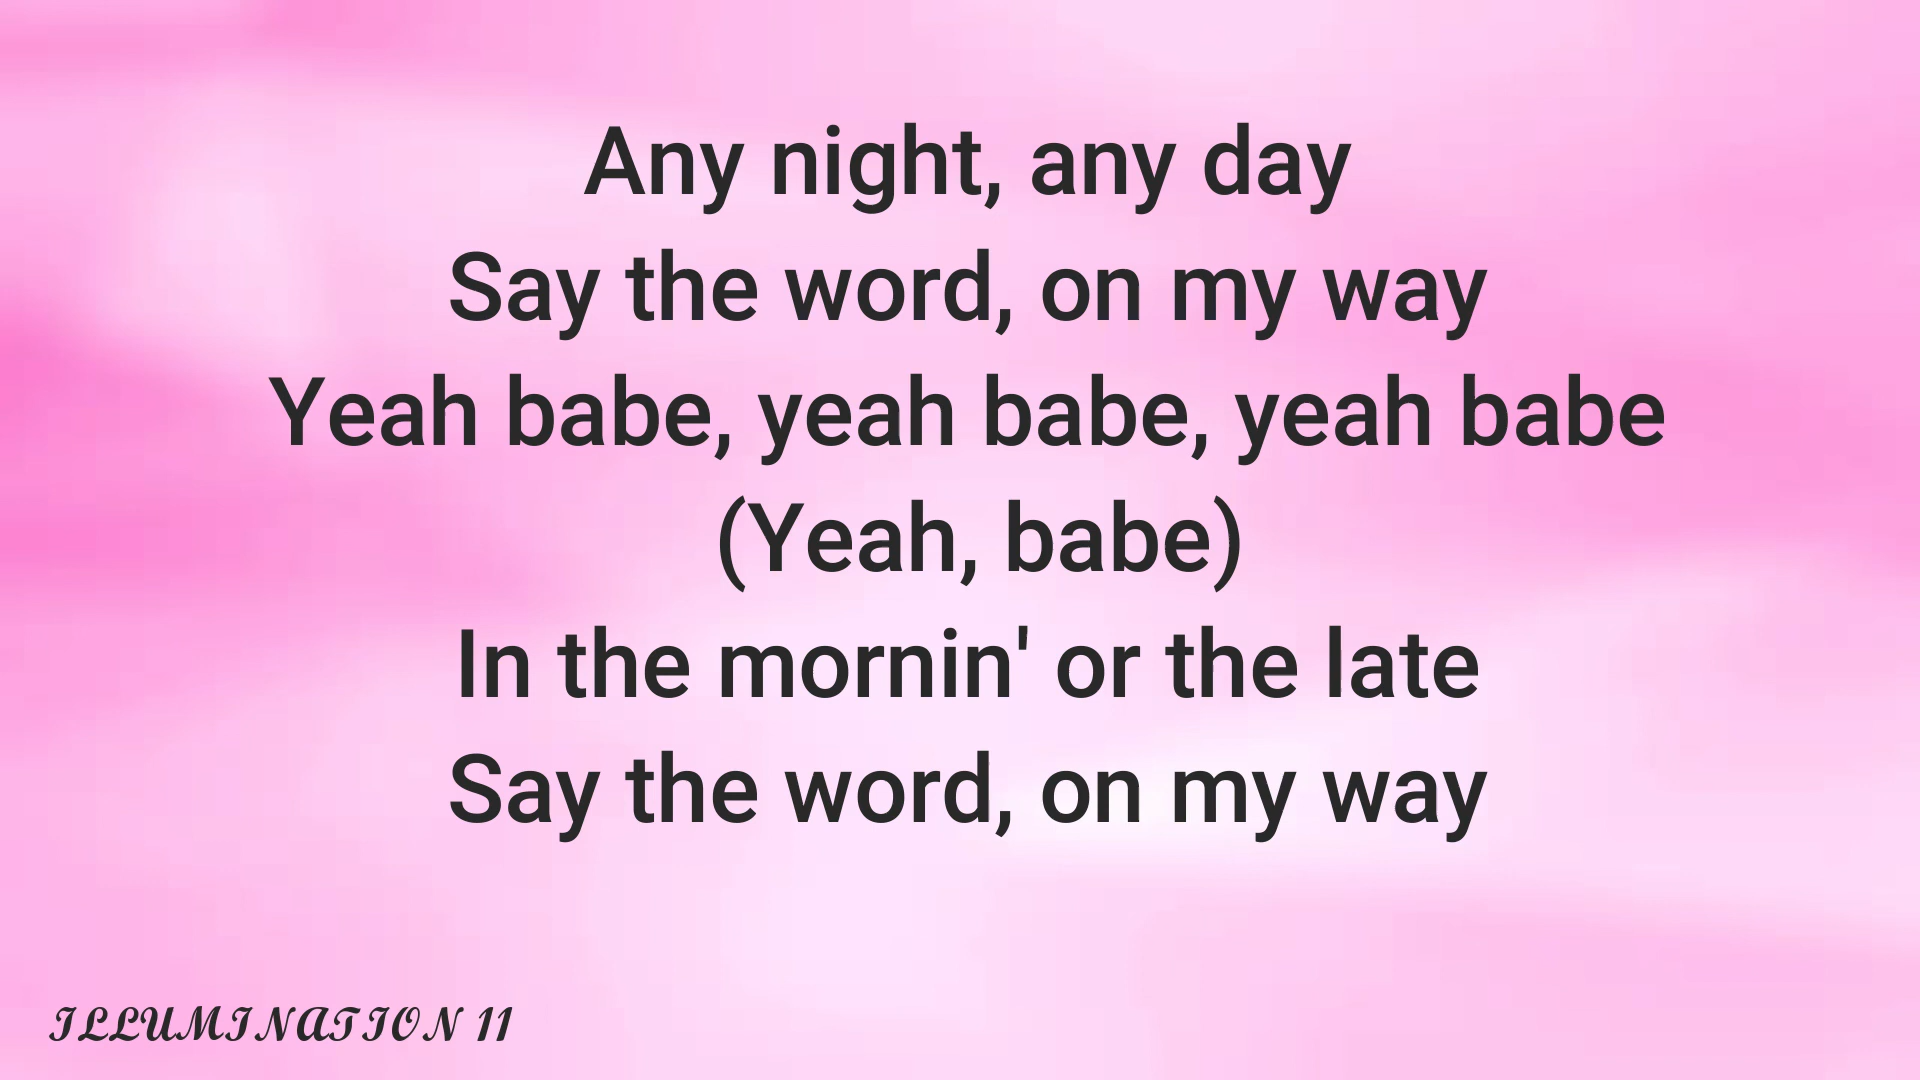 Any night, any day
Say the word, on my way
Yeah babe, yeah babe, yeah babe
(Yeah, babe)
In the mornin' or the late
Say the word, on my way
ILLUMINATION 11